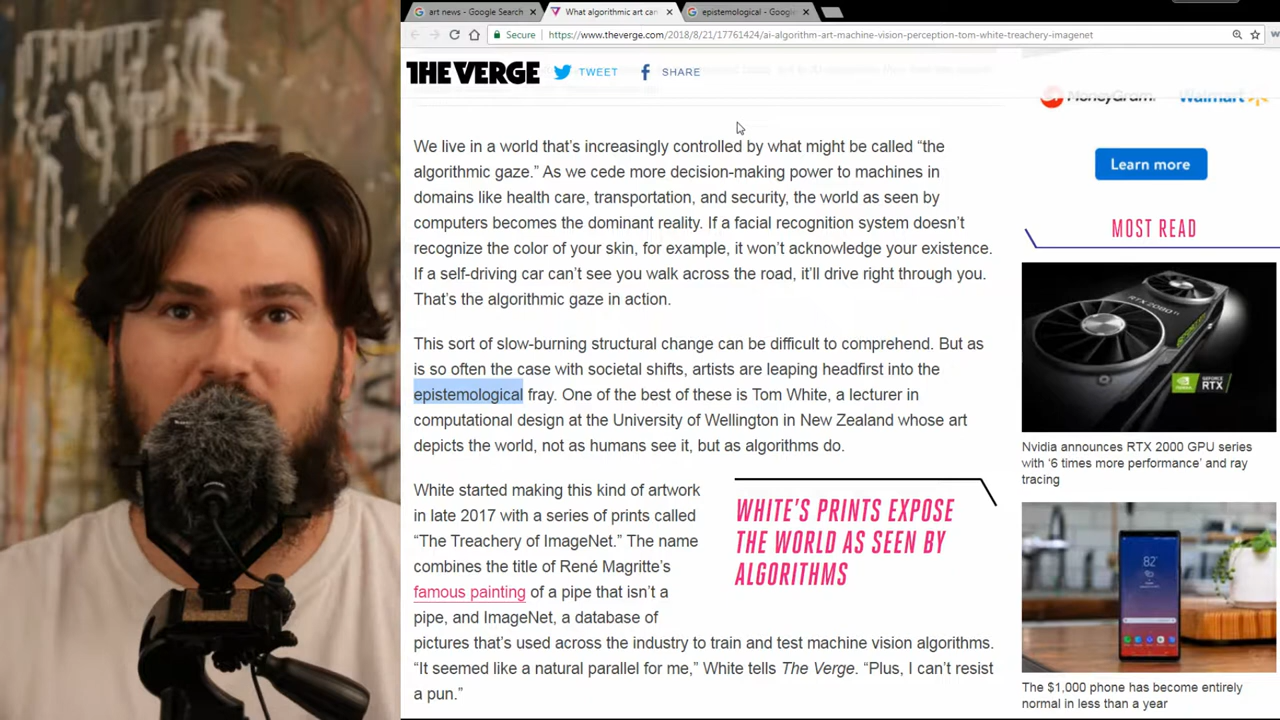 art news - Google Search
What algorithmic art can
epistemological - Googl
Secure
https://www.theverge.com/2018/8/21/17761424/ai-algorithm-art-machine-vision-perception-tom-white-treachery-imagenet
THE VERGE
TWEET
SHARE
MoneyGram.
Walmart
Learn more
We live in a world that's increasingly controlled by what might be called “the
algorithmic gaze.” As we cede more decision-making power to machines in
domains like health care, transportation, and security, the world as seen by
computers becomes the dominant reality. If a facial recognition system doesn’t
recognize the color of your skin, for example, it won’t acknowledge your existence.
If a self-driving car can’t see you walk across the road, it’ll drive right through you.
That’s the algorithmic gaze in action.
This sort of slow-burning structural change can be difficult to comprehend. But as
is so often the case with societal shifts, artists are leaping headfirst into the
epistemological fray. One of the best of these is Tom White, a lecturer in
computational design at the University of Wellington in New Zealand whose art
depicts the world, not as humans see it, but as algorithms do.
White started making this kind of artwork
in late 2017 with a series of prints called
“The Treachery of ImageNet.” The name
combines the title of René Magritte’s
famous painting of a pipe that isn’t a
pipe, and ImageNet, a database of
pictures that’s used across the industry to train and test machine vision algorithms.
“It seemed like a natural parallel for me,” White tells The Verge. “Plus, I can’t resist
a pun.”
WHITE’S PRINTS EXPOSE
THE WORLD AS SEEN BY
ALGORITHMS
MOST READ
RTX 2080 Ti
NVIDIA
GEFORCE
RTX
Nvidia announces RTX 2000 GPU series
with ‘6 times more performance’ and ray
tracing
82°
The $1,000 phone has become entirely
normal in less than a year